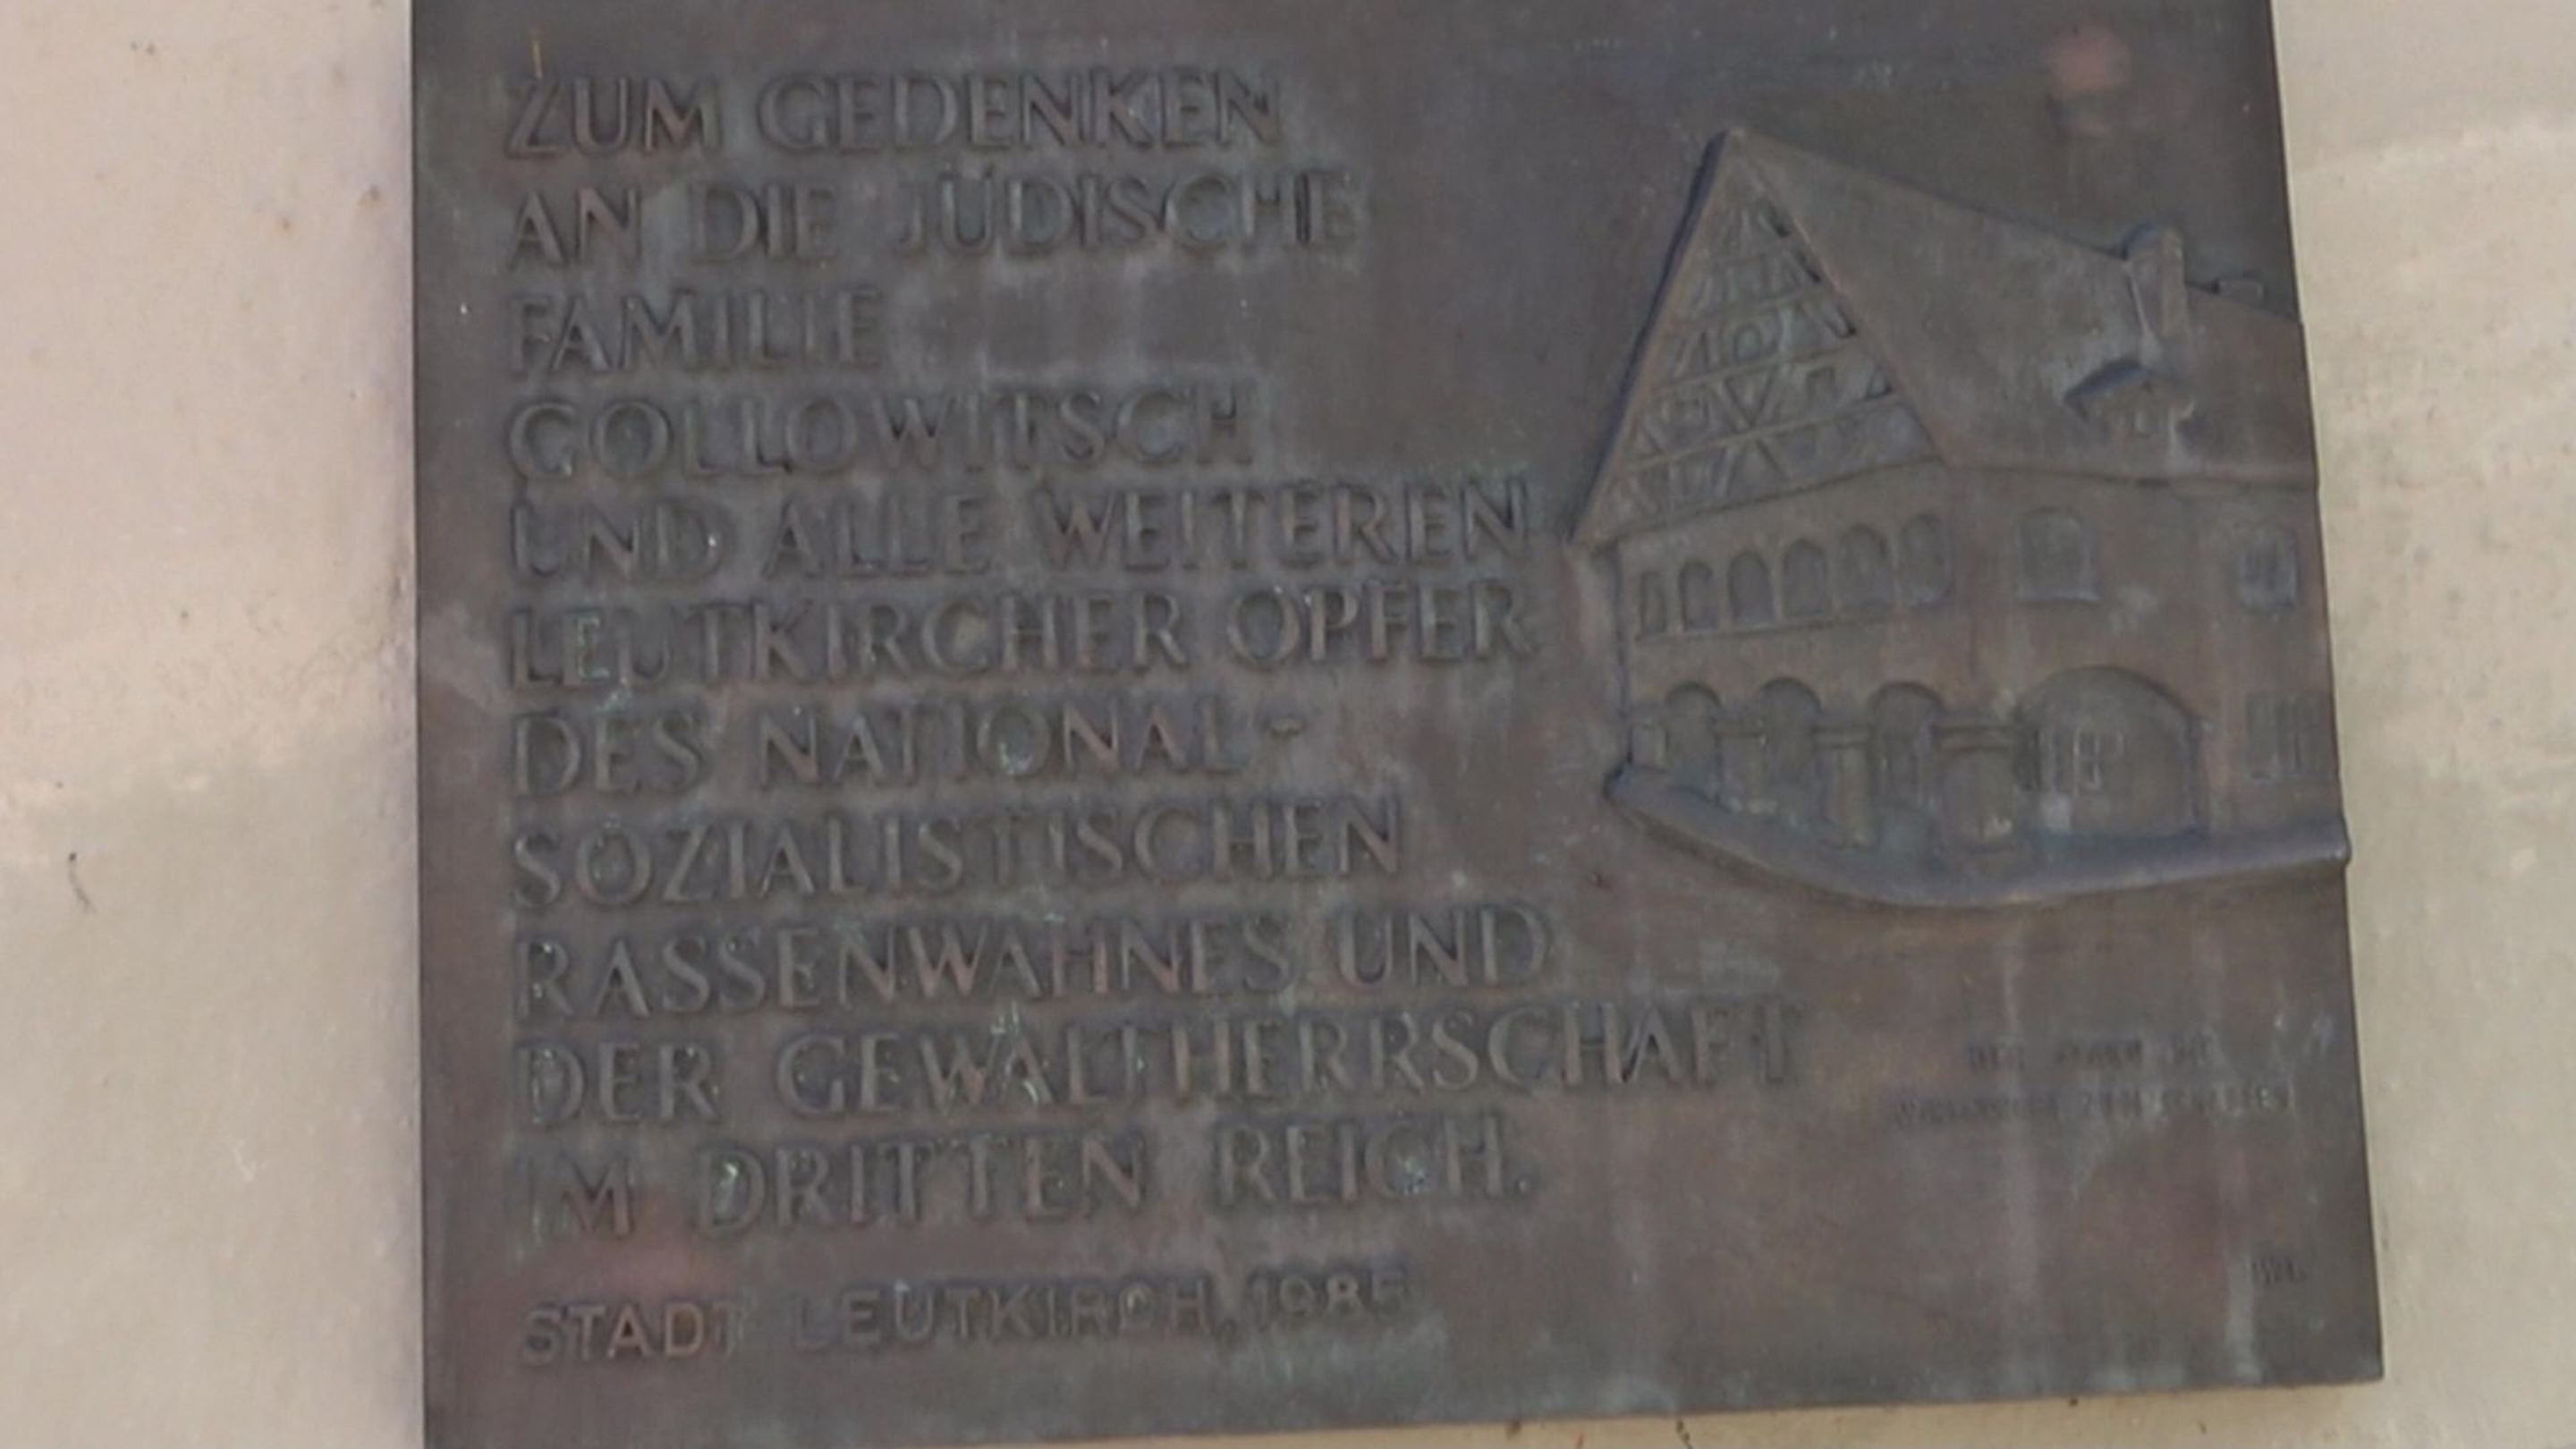 ZUM GEDENKEN
AN DIE JÜDISCHE
FAMILIE
GOLLOWITSCH
UND ALLE WEITEREN
LEUTKIRCHER OPFER
DES NATIONAL-
SOZIALISTISCHEN
RASSENWAHNES UND
DER GEWALTHERRSCHAFT
IM DRITTEN REICH.
STADT LEUTKIRCH, 1985